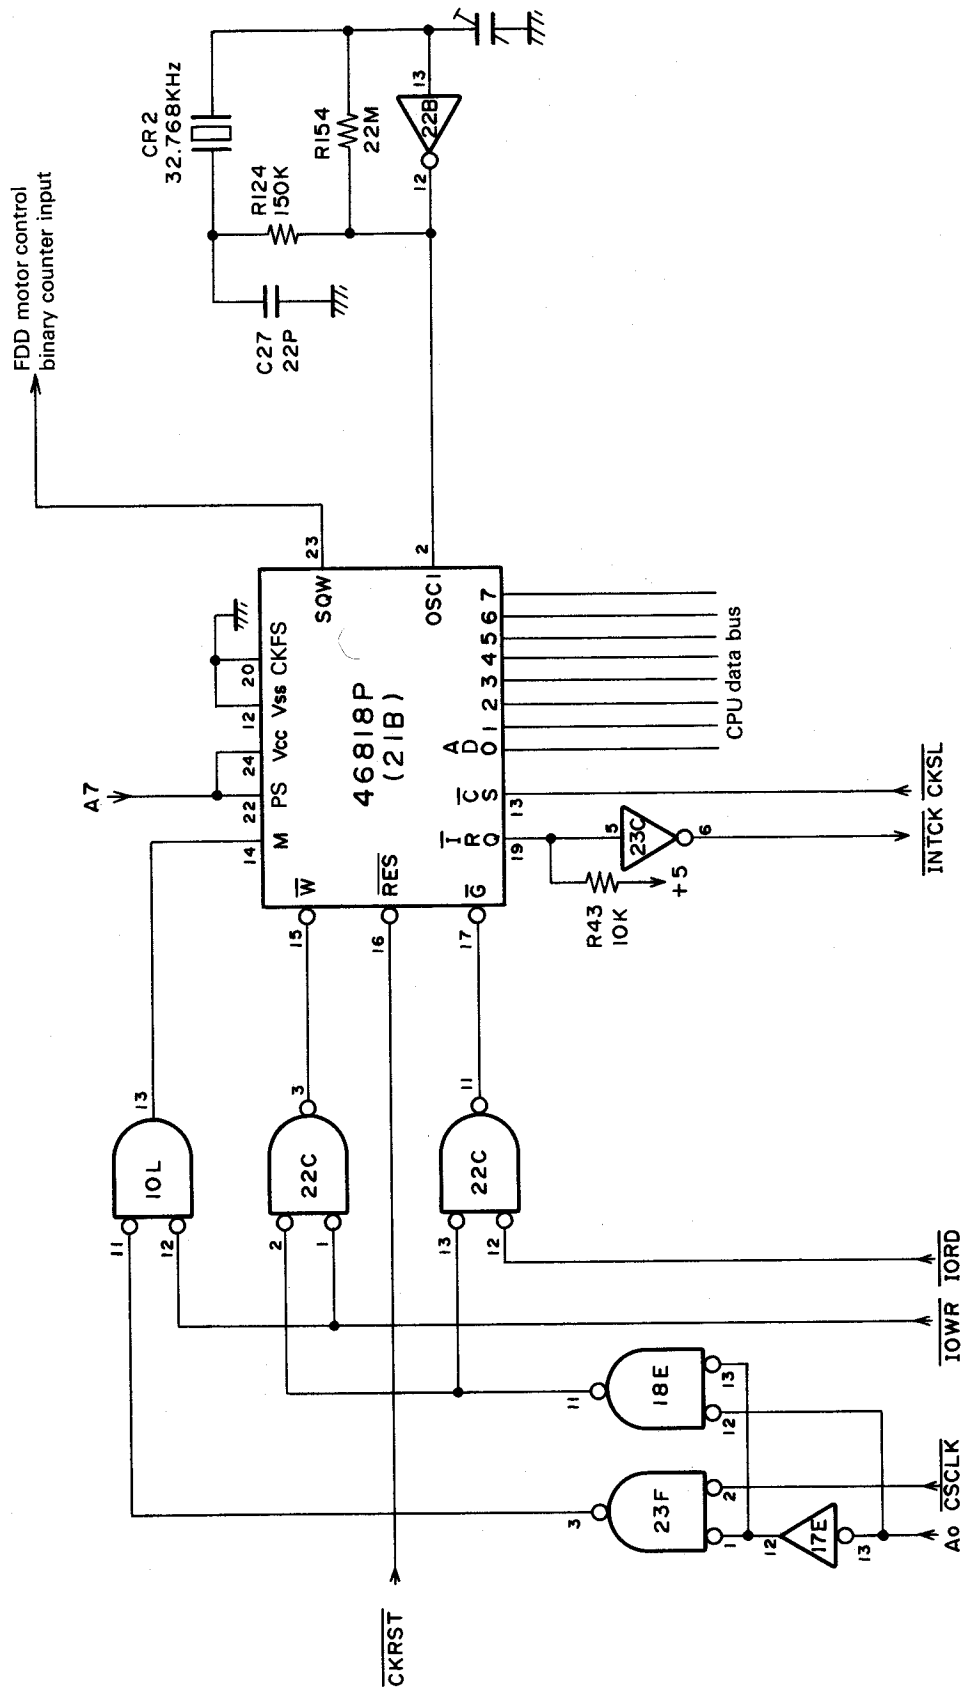 FDD motor control
binary counter input
CR2
32.768KHz
R124
150K
R154
22M
C27
22P
13
22B
12
A7
23
SQW
2
OSC1
20
CKFS
12
Vss
24
Vcc
22
PS
14
M
46818P
(21B)
15
W
16
RES
17
G
A
D
0 1 2 3 4 5 6 7
CPU data bus
C
S
13
I
R
Q
19
5
23C
6
R43
10K
+5
INTCK
CKSL
10L
13
11
12
22C
3
2
1
22C
11
13
12
IORD
IOWR
18E
11
13
12
23F
3
1
2
17E
12
13
CSCLK
A0
CKRST